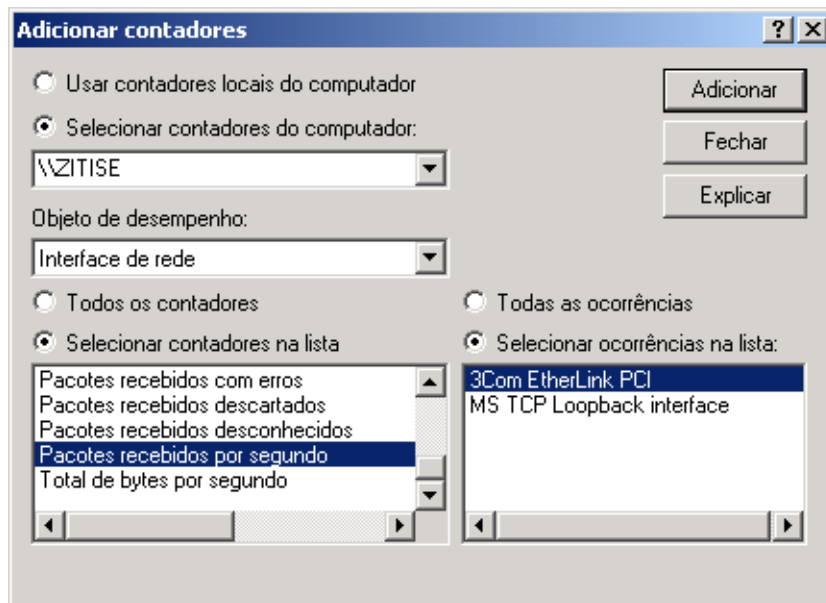 Adicionar contadores
Usar contadores locais do computador
Adicionar
Selecionar contadores do computador:
Fechar
\\ZITISE
Explicar
Objeto de desempenho:
Interface de rede
Todos os contadores
Todas as ocorrências
Selecionar contadores na lista
Selecionar ocorrências na lista:
Pacotes recebidos com erros
Pacotes recebidos descartados
Pacotes recebidos desconhecidos
Pacotes recebidos por segundo
Total de bytes por segundo
3Com EtherLink PCI
MS TCP Loopback interface